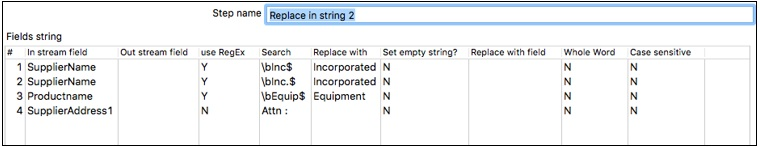 Step name Replace in string 2
Fields string
# In stream field Out stream field use RegEx Search Replace with Set empty string? Replace with field Whole Word Case sensitive
1 SupplierName Y \bInc$ Incorporated N N N
2 SupplierName Y \bInc.$ Incorporated N N N
3 Productname Y \bEquip$ Equipment N N N
4 SupplierAddress1 N Attn : N N N